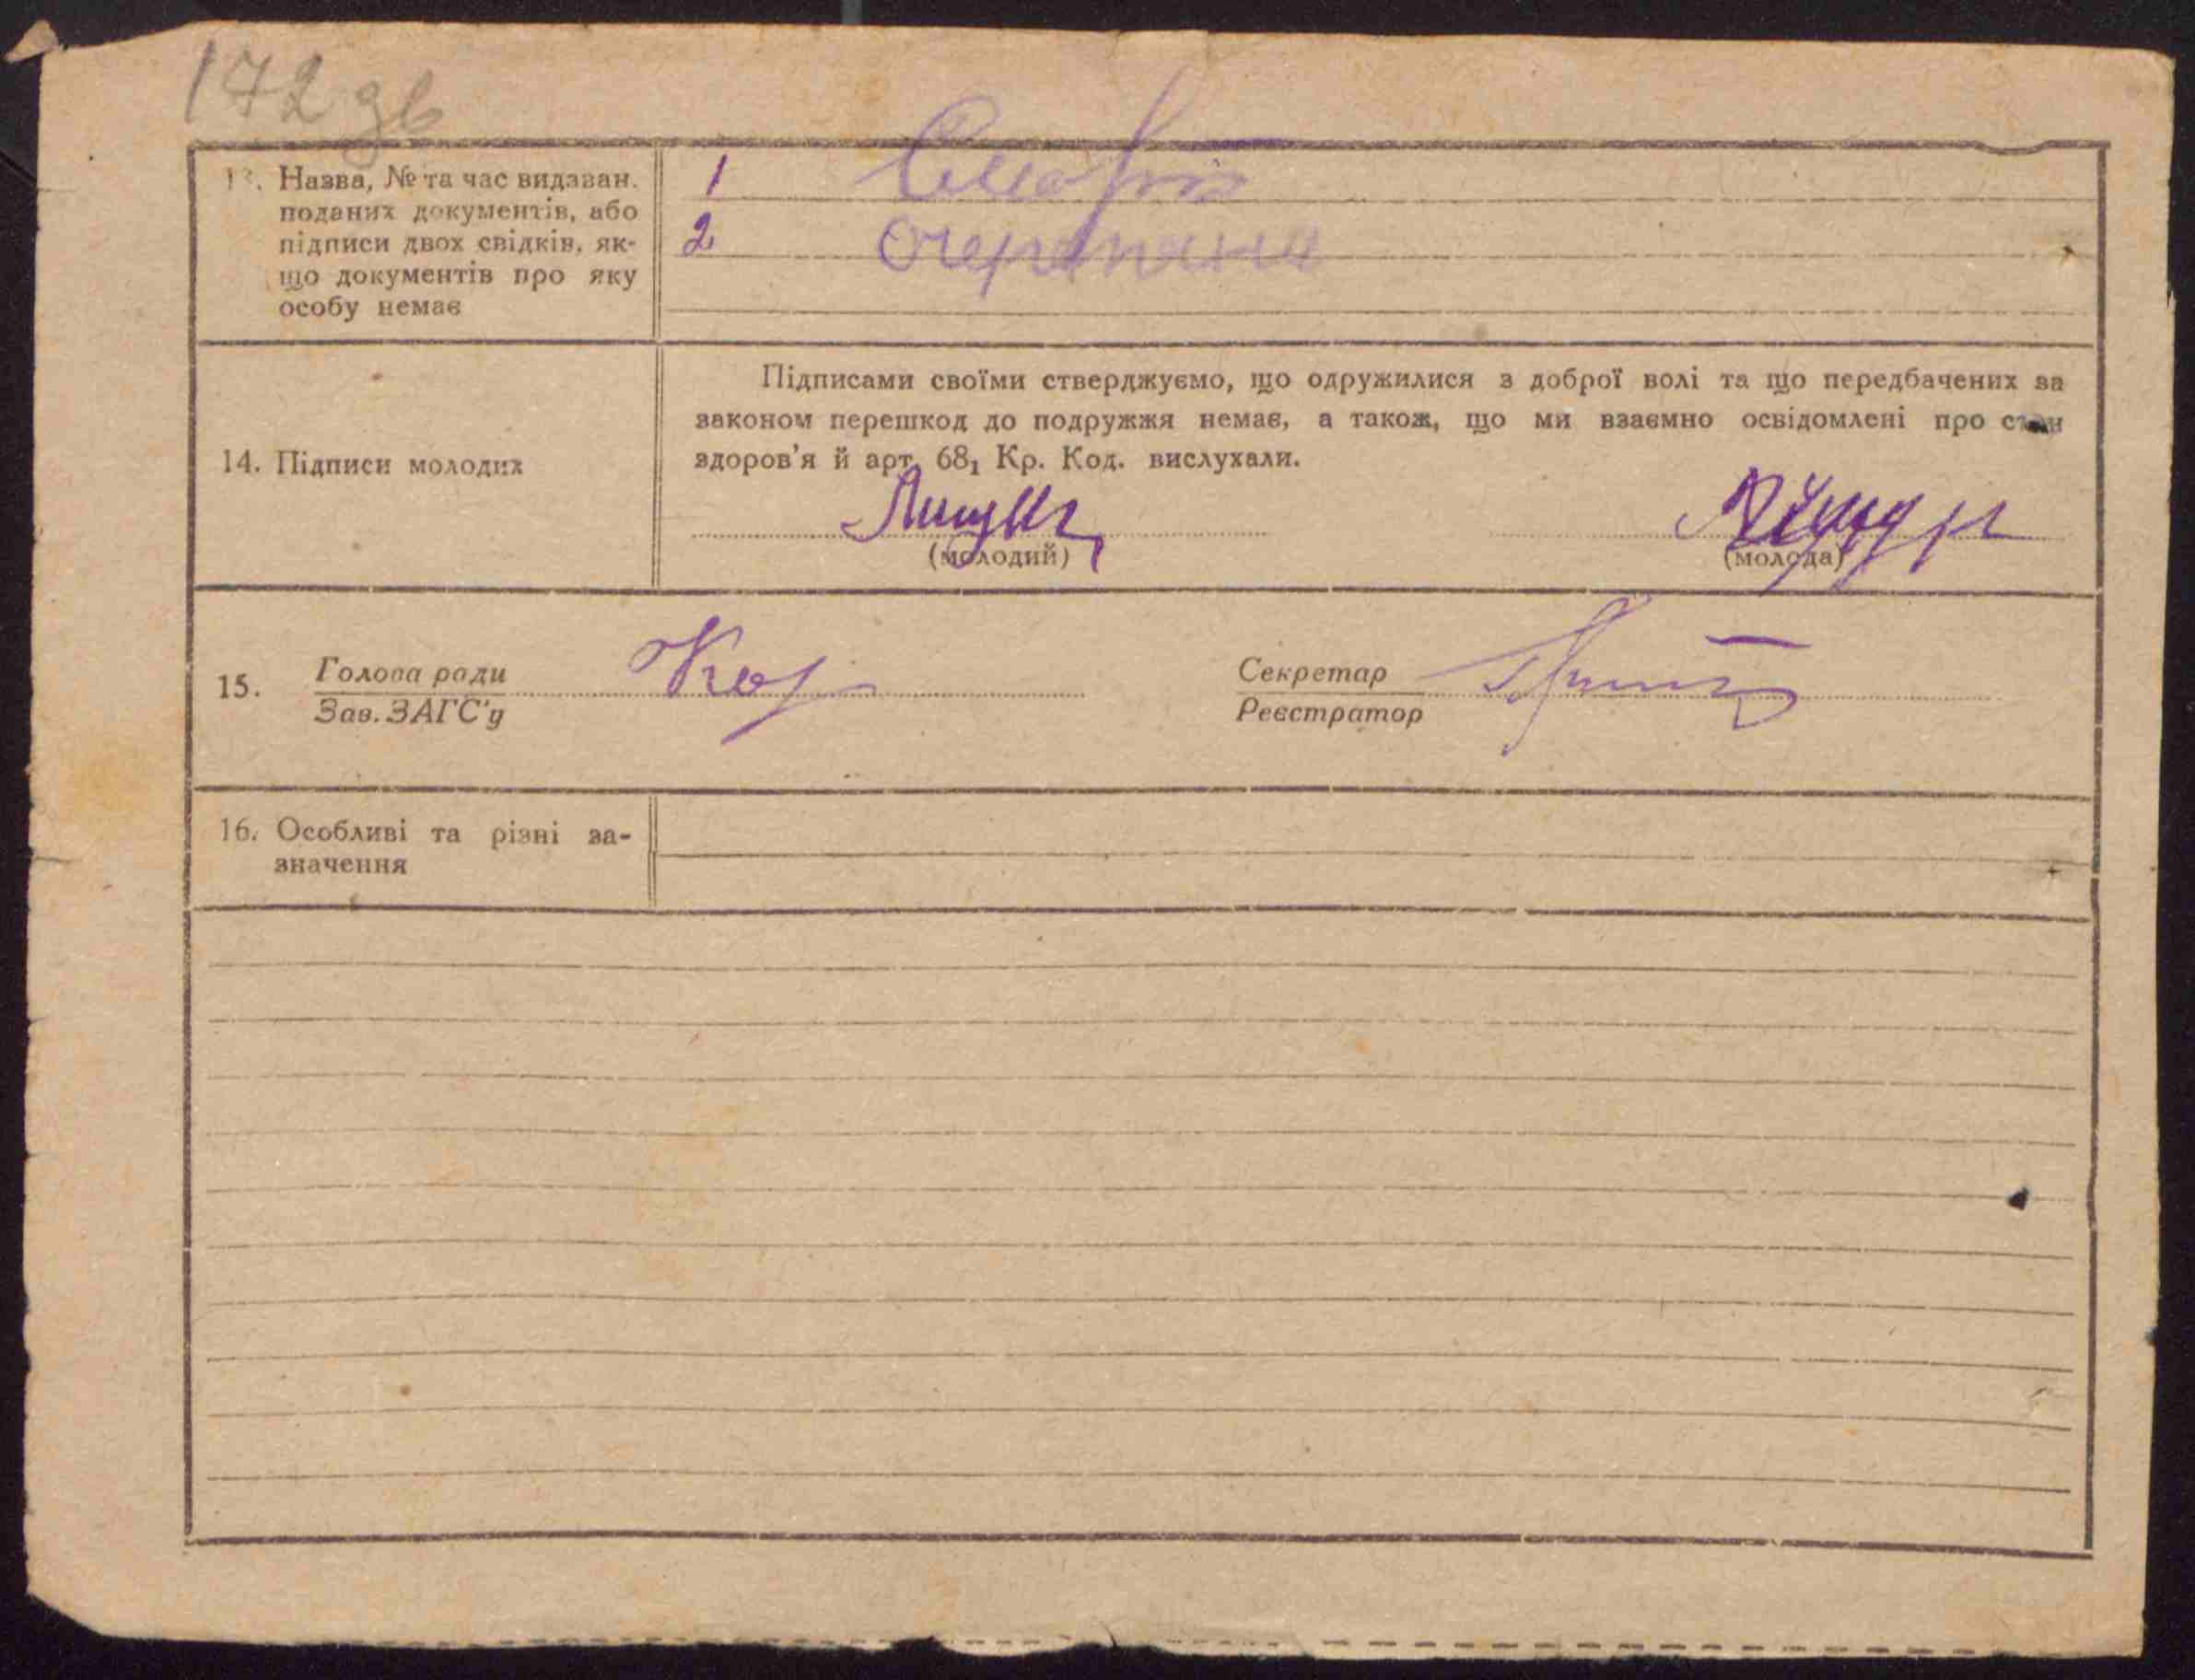 172 зв
13. Назва, № та час видаван.
поданих документів, або
підписи двох свідків, як-
що документів про яку
особу немає
1
2
14. Підписи молодих
Підписами своїми стверджуємо, що одружилися з доброї волі та що передбачених за
законом перешкод до подружжя немає, а також, що ми взаємно освідомлені про стан
здоров'я й арт. 68₁ Кр. Код. вислухали.
(молодий)
(молода)
15. Голова ради
Зав. ЗАГС'у
Секретар
Реєстратор
16. Особливі та різні за-
значення